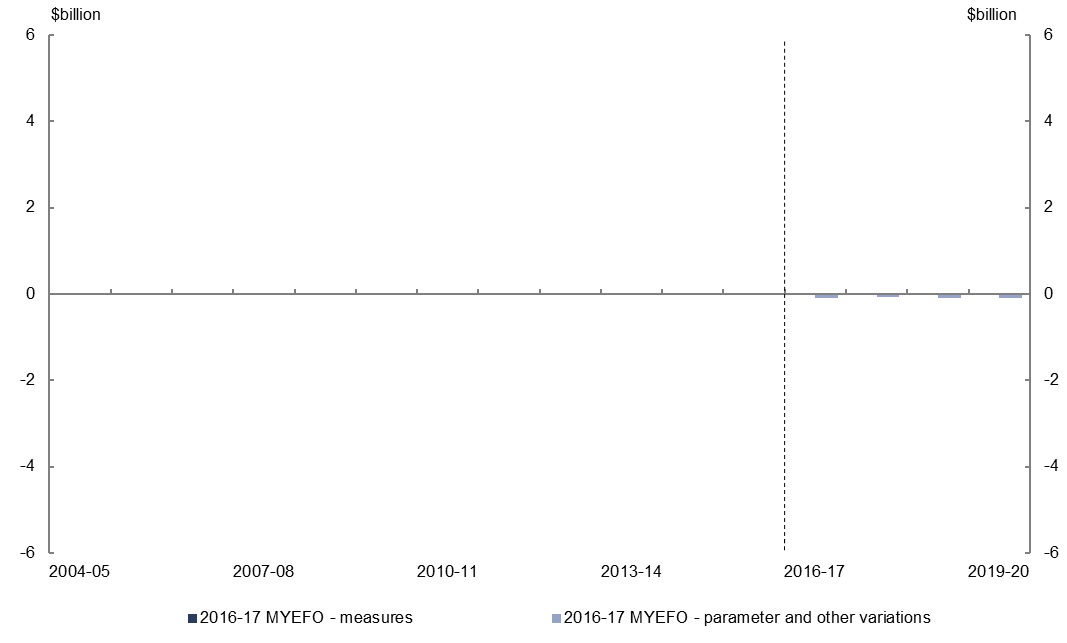 $billion $billion
6 6
4 4
2 2
0 0
-2 -2
-4 -4
-6 -6
2004-05 2007-08 2010-11 2013-14 2016-17 2019-20
2016-17 MYEFO - measures 2016-17 MYEFO - parameter and other variations